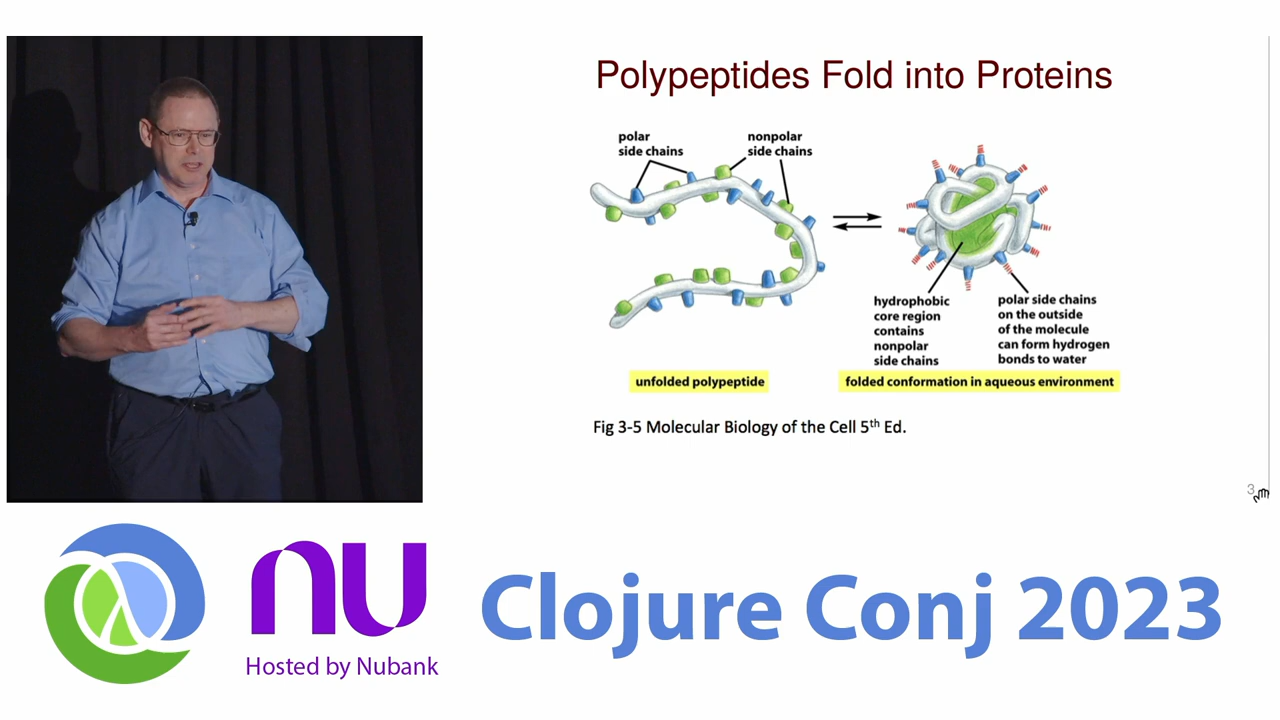 Polypeptides Fold into Proteins
polar
side chains
nonpolar
side chains
hydrophobic
core region
contains
nonpolar
side chains
polar side chains
on the outside
of the molecule
can form hydrogen
bonds to water
unfolded polypeptide
folded conformation in aqueous environment
Fig 3-5 Molecular Biology of the Cell 5th Ed.
3
nu
Hosted by Nubank
Clojure Conj 2023